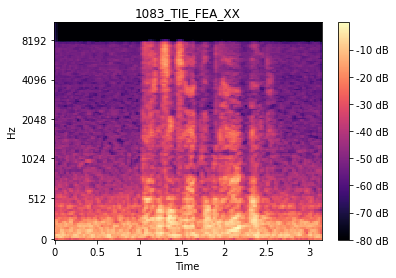 1083_TIE_FEA_XX
8192
4096
2048
1024
512
0
Hz
0 0.5 1 1.5 2 2.5 3
Time
-10 dB
-20 dB
-30 dB
-40 dB
-50 dB
-60 dB
-70 dB
-80 dB